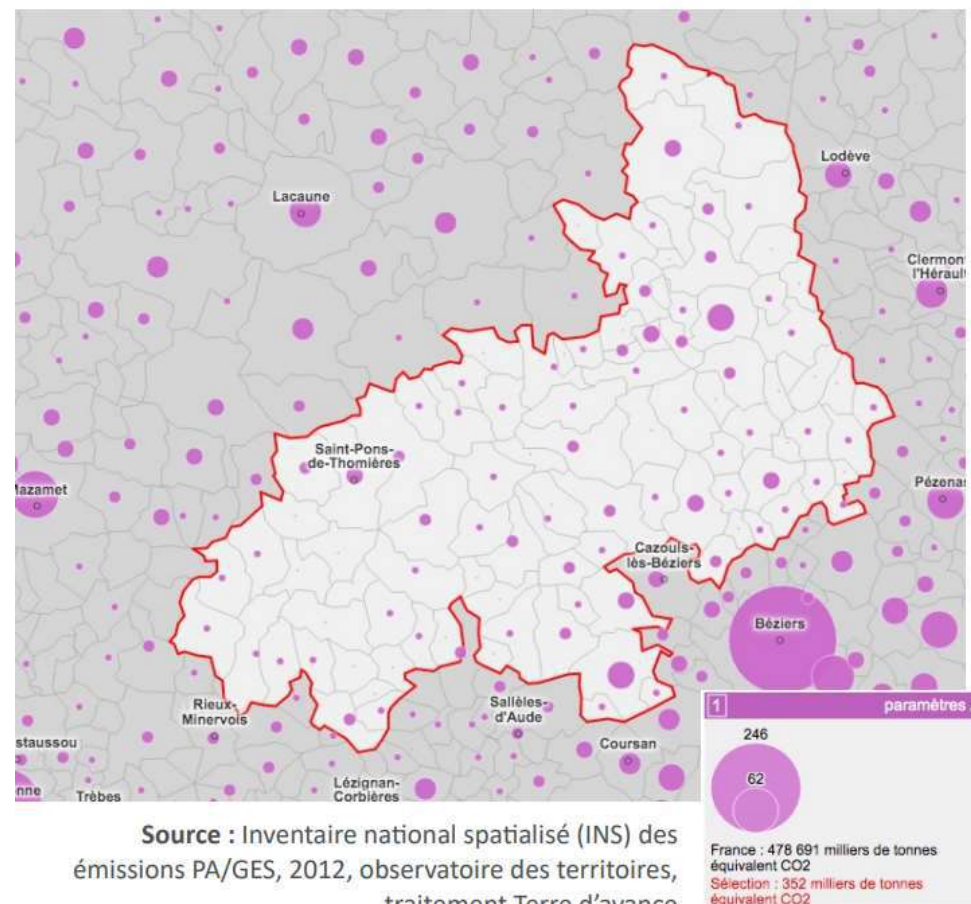 Lodève
Lacaune
Clermont
l'Hérault
Saint-Pons-
de-Thomières
Mazamet
Pézenas
Cazouls-
lès-Béziers
Béziers
Rieux-
Minervois
Sallèles-
d'Aude
Coursan
staussou
Lézignan-
Corbières
nne
Trèbes
1 paramètres
246
62
France : 478 691 milliers de tonnes
équivalent CO2
Sélection : 352 milliers de tonnes
équivalent CO2
Source : Inventaire national spatialisé (INS) des
émissions PA/GES, 2012, observatoire des territoires,
traitement Terre d'avance